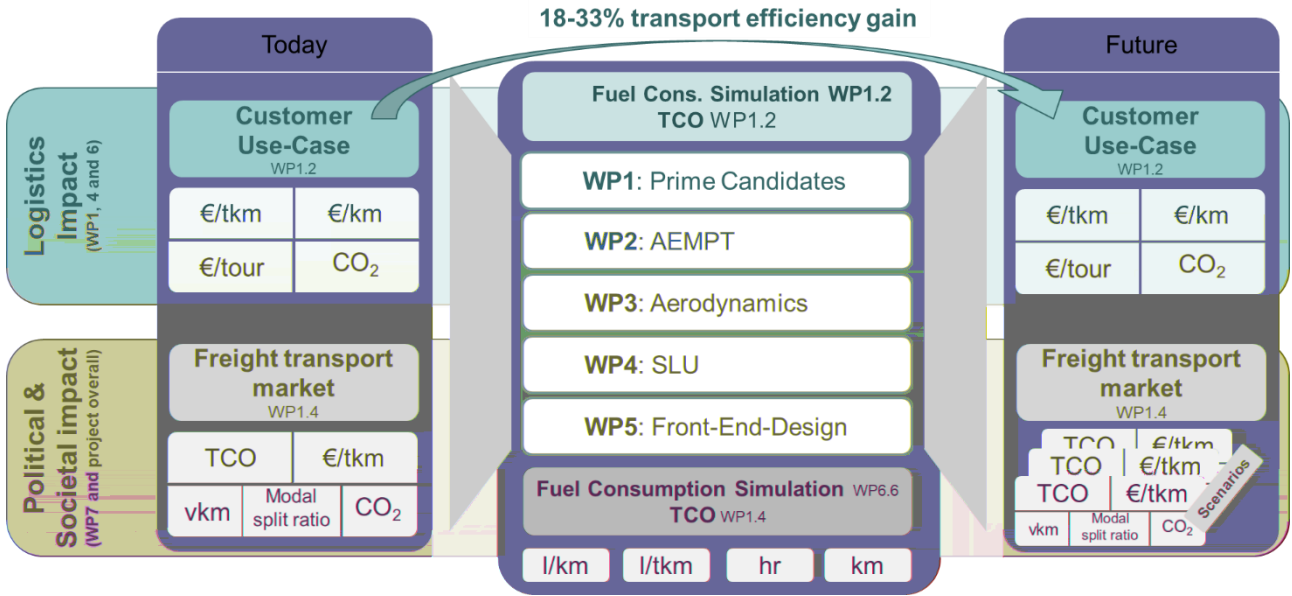 18-33% transport efficiency gain
Today
Future
Logistics
Impact
(WP1, 4 and 6)
Customer
Use-Case
WP1.2
€/tkm
€/km
€/tour
CO₂
Fuel Cons. Simulation WP1.2
TCO WP1.2
WP1: Prime Candidates
WP2: AEMPT
WP3: Aerodynamics
WP4: SLU
WP5: Front-End-Design
Fuel Consumption Simulation WP6.6
TCO WP1.4
l/km
l/tkm
hr
km
Customer
Use-Case
WP1.2
€/tkm
€/km
€/tour
CO₂
Political &
Societal impact
(WP7 and project overall)
Freight transport
market
WP1.4
TCO
€/tkm
vkm
Modal
split ratio
CO₂
Freight transport
market
WP1.4
TCO
€/tkm
TCO
€/tkm
TCO
€/tkm
vkm
Modal
split ratio
CO₂
Scenarios